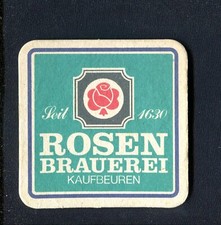 Seit 1630
ROSEN
BRAUEREI
KAUFBEUREN